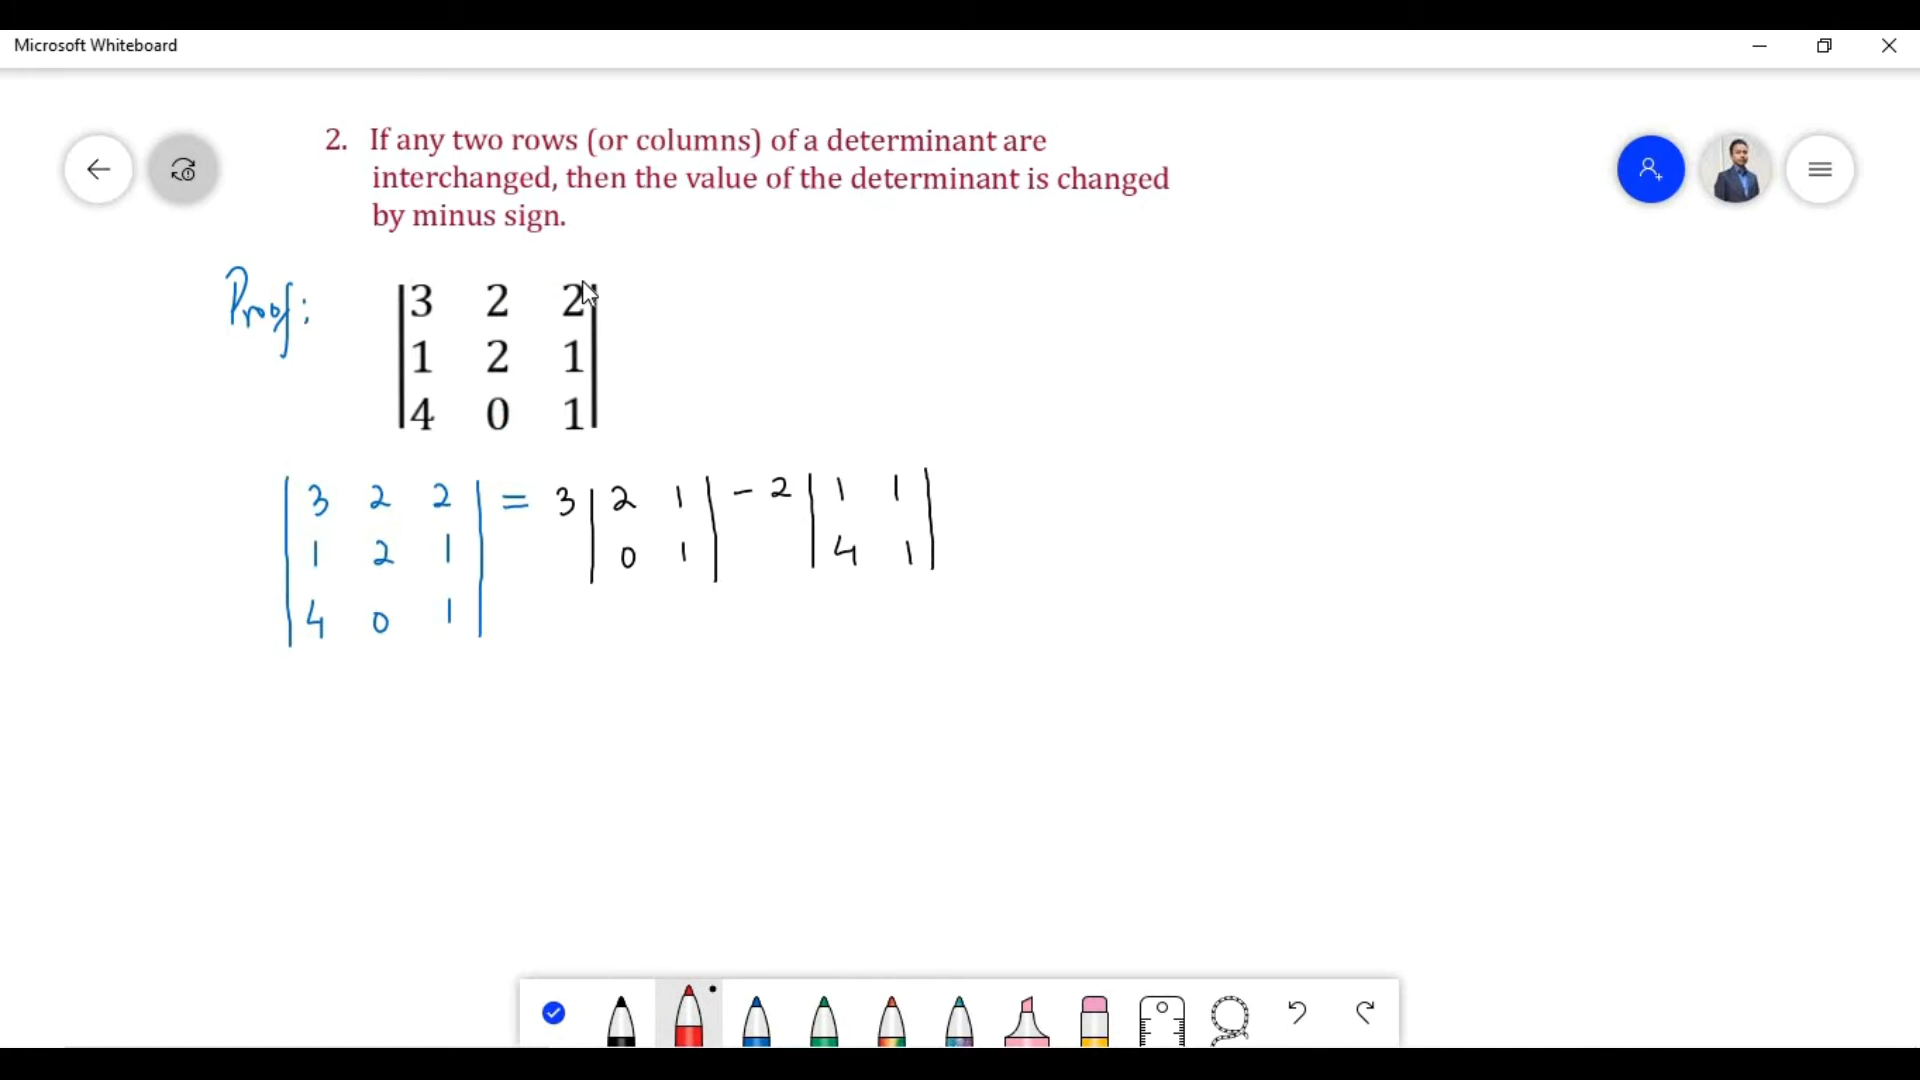 Microsoft Whiteboard
2. If any two rows (or columns) of a determinant are
interchanged, then the value of the determinant is changed
by minus sign.
Proof:
|3 2 2|
|1 2 1|
|4 0 1|
| 3 2 2 | = 3 | 2 1 | - 2 | 1 1 |
| 1 2 1 | | 0 1 | | 4 1 |
| 4 0 1 |